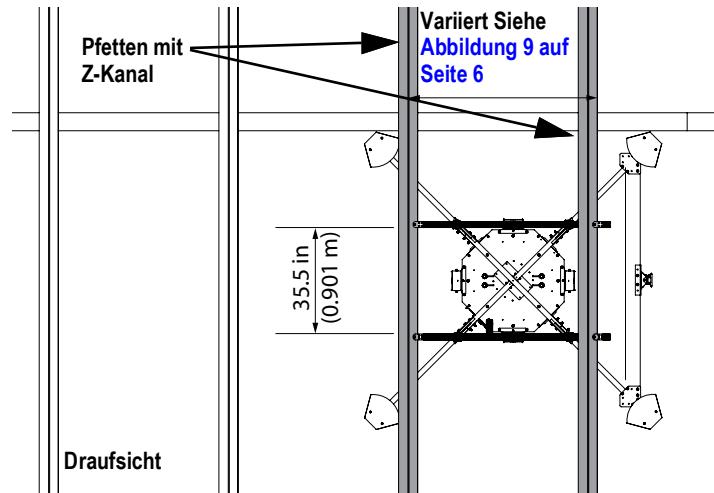 Pfetten mit
Z-Kanal
Variiert Siehe
Abbildung 9 auf
Seite 6
35.5 in
(0.901 m)
Draufsicht